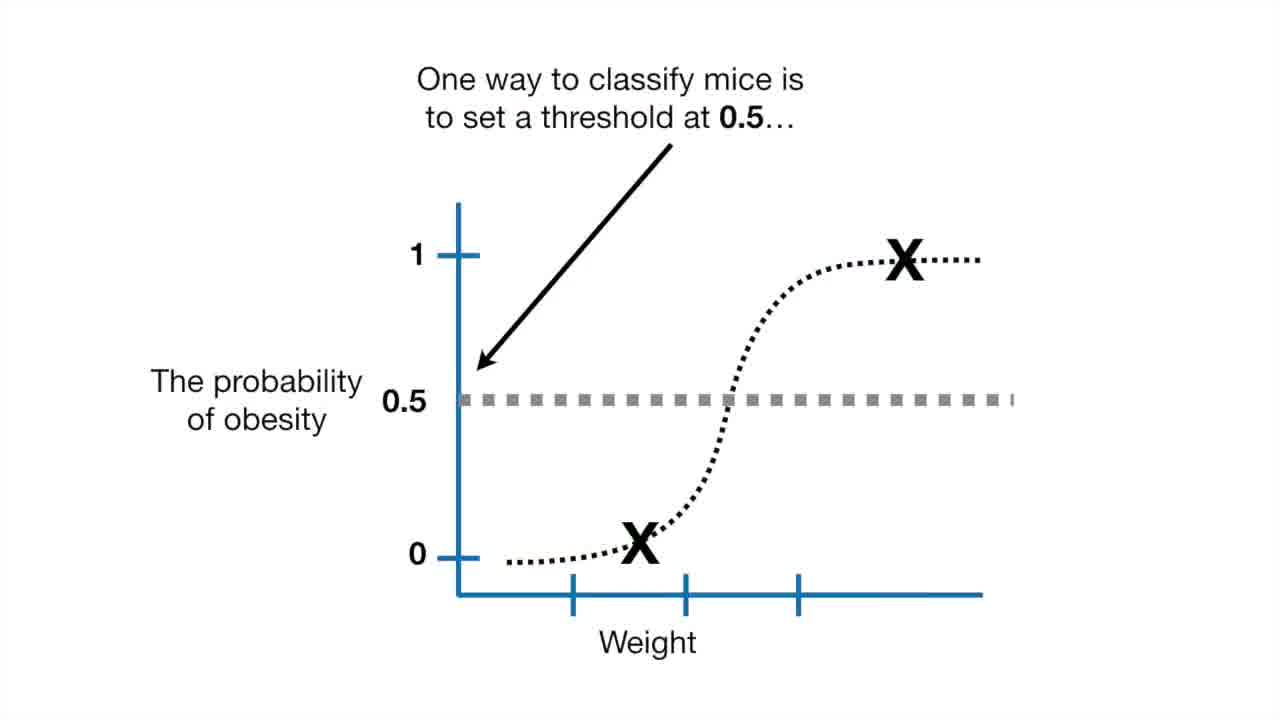 One way to classify mice is
to set a threshold at 0.5…
1
The probability
of obesity
0.5
X
X
0
Weight